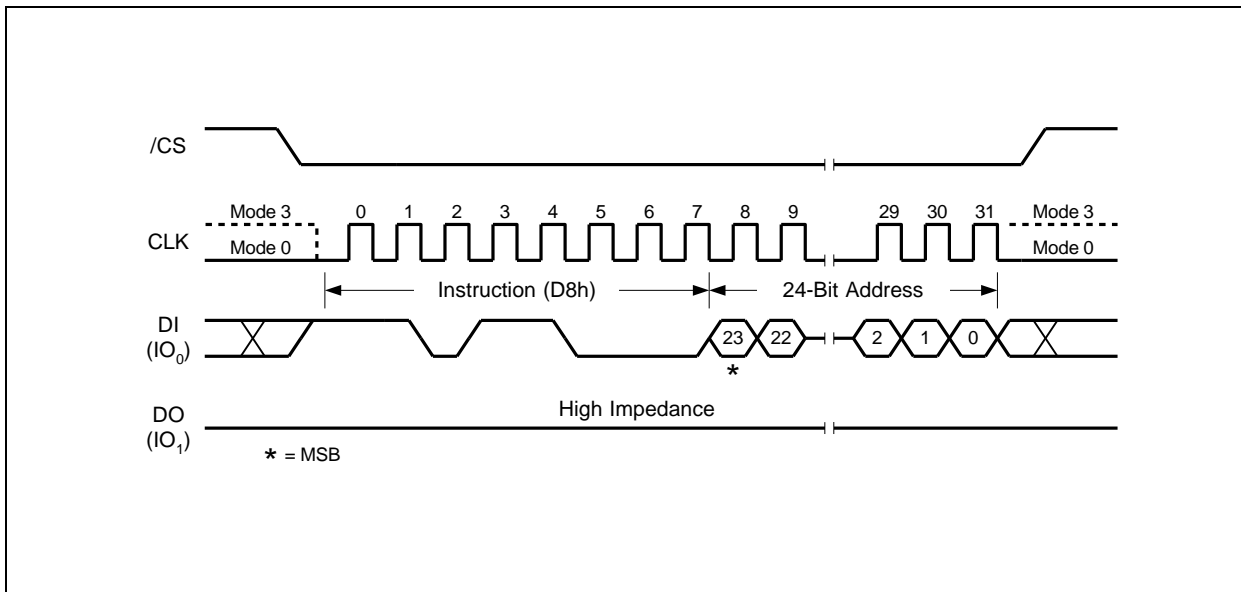 /CS
Mode 3 0 1 2 3 4 5 6 7 8 9 29 30 31 Mode 3
CLK
Mode 0 Mode 0
Instruction (D8h) 24-Bit Address
DI
(IO0) 23 22 2 1 0
*
DO High Impedance
(IO1)
* = MSB